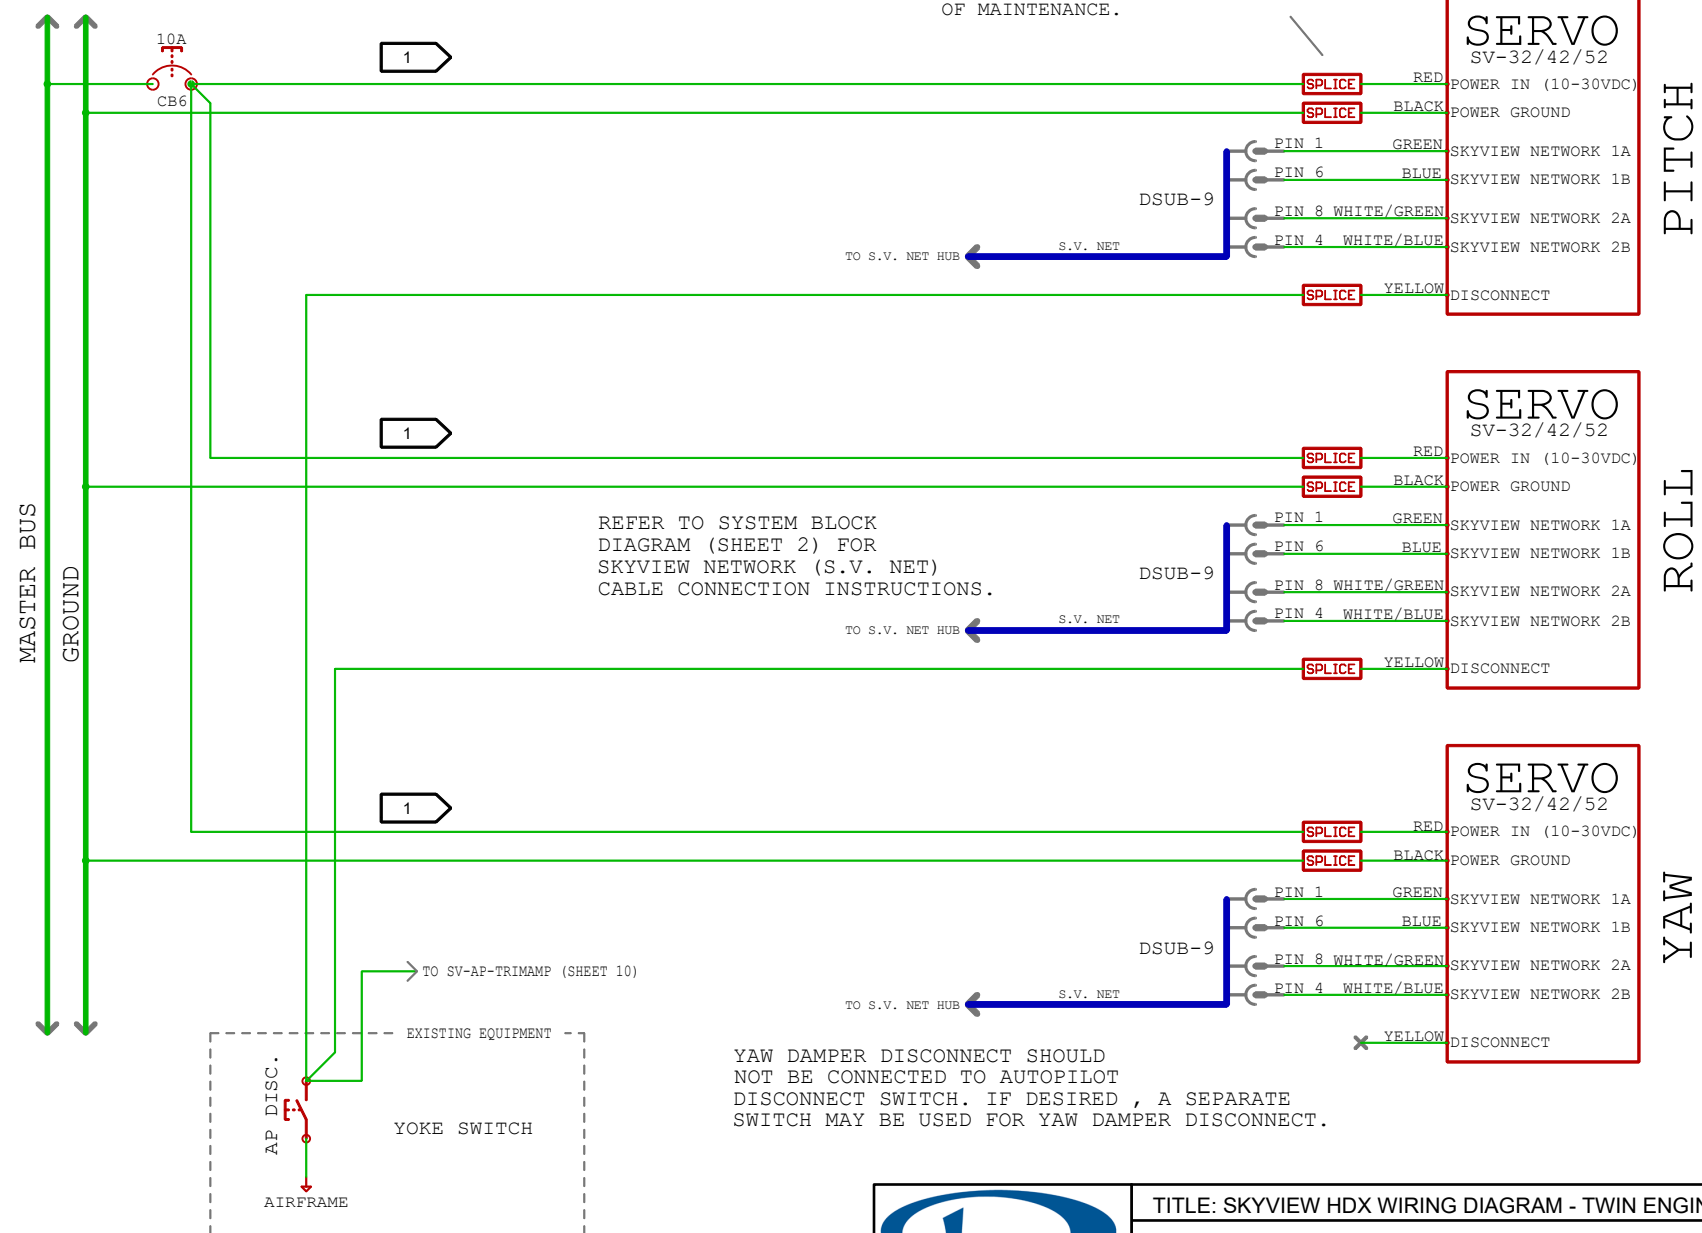 OF MAINTENANCE.
10A
CB6
1
SPLICE
RED
SERVO
SV-32/42/52
POWER IN (10-30VDC)
SPLICE
BLACK
POWER GROUND
PITCH
DSUB-9
PIN 1
GREEN
SKYVIEW NETWORK 1A
PIN 6
BLUE
SKYVIEW NETWORK 1B
PIN 8
WHITE/GREEN
SKYVIEW NETWORK 2A
PIN 4
WHITE/BLUE
SKYVIEW NETWORK 2B
TO S.V. NET HUB
S.V. NET
SPLICE
YELLOW
DISCONNECT
MASTER BUS
GROUND
1
SERVO
SV-32/42/52
SPLICE
RED
POWER IN (10-30VDC)
SPLICE
BLACK
POWER GROUND
ROLL
REFER TO SYSTEM BLOCK
DIAGRAM (SHEET 2) FOR
SKYVIEW NETWORK (S.V. NET)
CABLE CONNECTION INSTRUCTIONS.
DSUB-9
PIN 1
GREEN
SKYVIEW NETWORK 1A
PIN 6
BLUE
SKYVIEW NETWORK 1B
PIN 8
WHITE/GREEN
SKYVIEW NETWORK 2A
PIN 4
WHITE/BLUE
SKYVIEW NETWORK 2B
TO S.V. NET HUB
S.V. NET
SPLICE
YELLOW
DISCONNECT
1
SERVO
SV-32/42/52
SPLICE
RED
POWER IN (10-30VDC)
SPLICE
BLACK
POWER GROUND
YAW
DSUB-9
PIN 1
GREEN
SKYVIEW NETWORK 1A
PIN 6
BLUE
SKYVIEW NETWORK 1B
PIN 8
WHITE/GREEN
SKYVIEW NETWORK 2A
PIN 4
WHITE/BLUE
SKYVIEW NETWORK 2B
TO S.V. NET HUB
S.V. NET
YELLOW
DISCONNECT
TO SV-AP-TRIMAMP (SHEET 10)
EXISTING EQUIPMENT
AP DISC.
YOKE SWITCH
AIRFRAME
YAW DAMPER DISCONNECT SHOULD
NOT BE CONNECTED TO AUTOPILOT
DISCONNECT SWITCH. IF DESIRED , A SEPARATE
SWITCH MAY BE USED FOR YAW DAMPER DISCONNECT.
TITLE: SKYVIEW HDX WIRING DIAGRAM - TWIN ENGIN